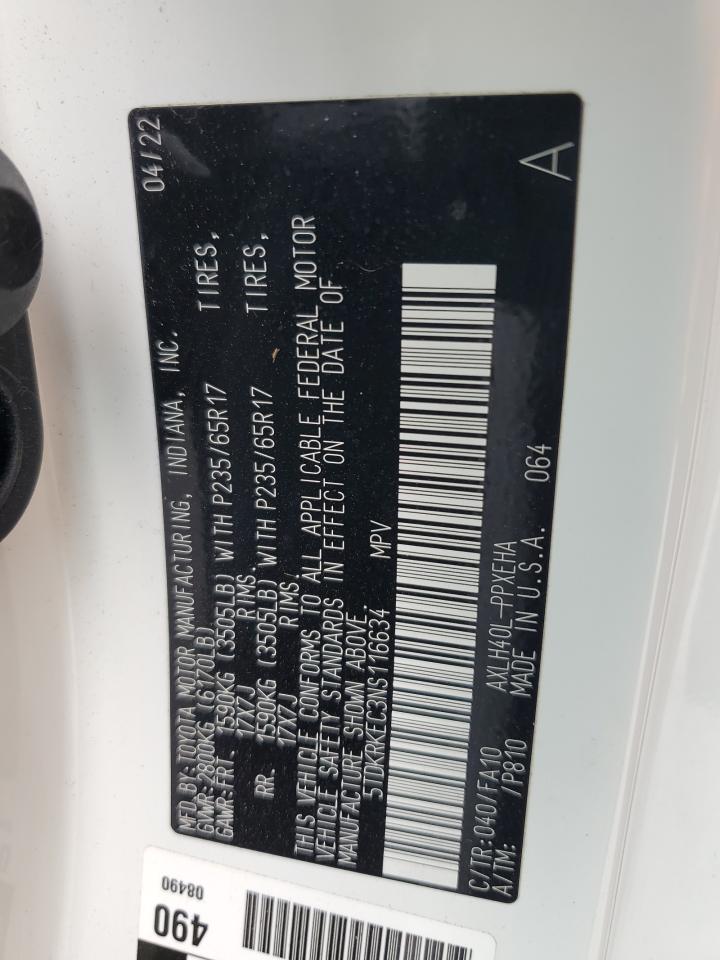 MFD BY:TOYOTA MOTOR MANUFACTURING, INDIANA, INC. 04/22
GVWR:2800KG (6170LB)
GAWR:FRT- 1590KG (3505LB) WITH P235/65R17 TIRES,
17X7J RIMS,
RR. 1590KG (3505LB) WITH P235/65R17 TIRES,
17X7J RIMS.
THIS VEHICLE CONFORMS TO ALL APPLICABLE FEDERAL MOTOR
VEHICLE SAFETY STANDARDS IN EFFECT ON THE DATE OF
MANUFACTURE SHOWN ABOVE.
5TDKRKEC3NS116634 MPV
C/TR:040/FA10 AXLH40L-PPXEHA
A/TM: /P810 MADE IN U.S.A. 064
A
490
08490